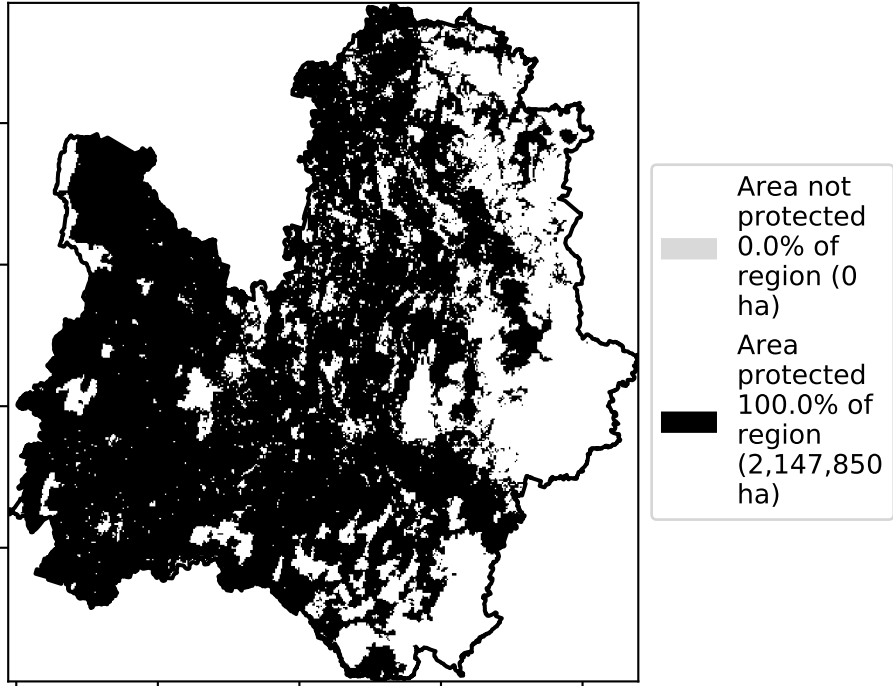 Area not
protected
0.0% of
region (0
ha)
Area
protected
100.0% of
region
(2,147,850
ha)